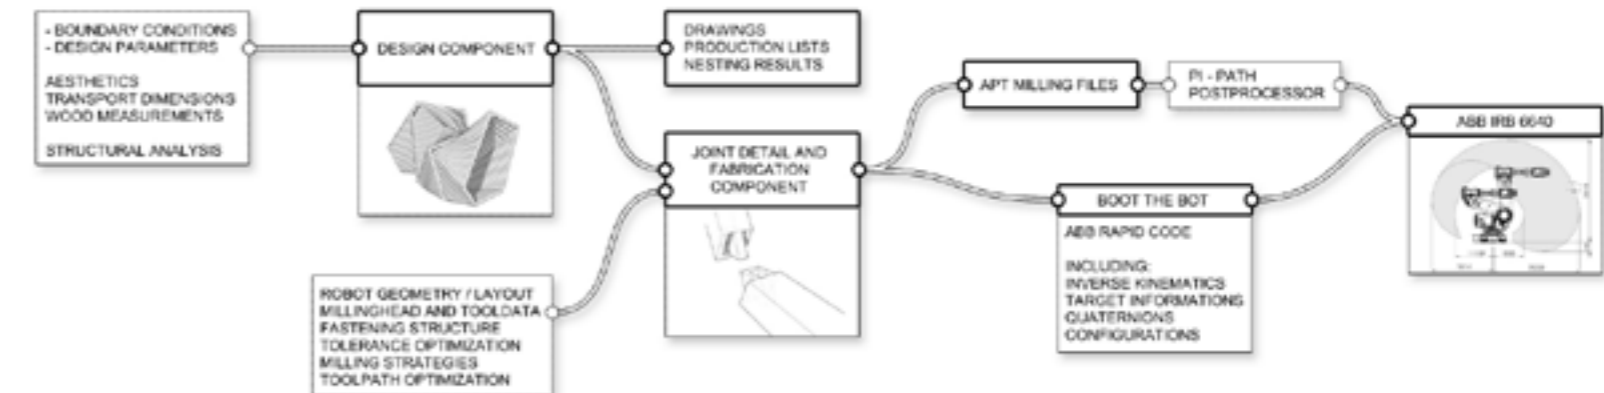 - BOUNDARY CONDITIONS
- DESIGN PARAMETERS
AESTHETICS
TRANSPORT DIMENSIONS
WOOD MEASUREMENTS
STRUCTURAL ANALYSIS
DESIGN COMPONENT
DRAWINGS
PRODUCTION LISTS
NESTING RESULTS
JOINT DETAIL AND
FABRICATION
COMPONENT
ROBOT GEOMETRY / LAYOUT
MILLINGHEAD AND TOOLDATA
FASTENING STRUCTURE
TOLERANCE OPTIMIZATION
MILLING STRATEGIES
TOOLPATH OPTIMIZATION
APT MILLING FILES
PI - PATH
POSTPROCESSOR
BOOT THE BOT
ABB RAPID CODE
INCLUDING:
INVERSE KINEMATICS
TARGET INFORMATIONS
QUATERNIONS
CONFIGURATIONS
ABB IRB 6640